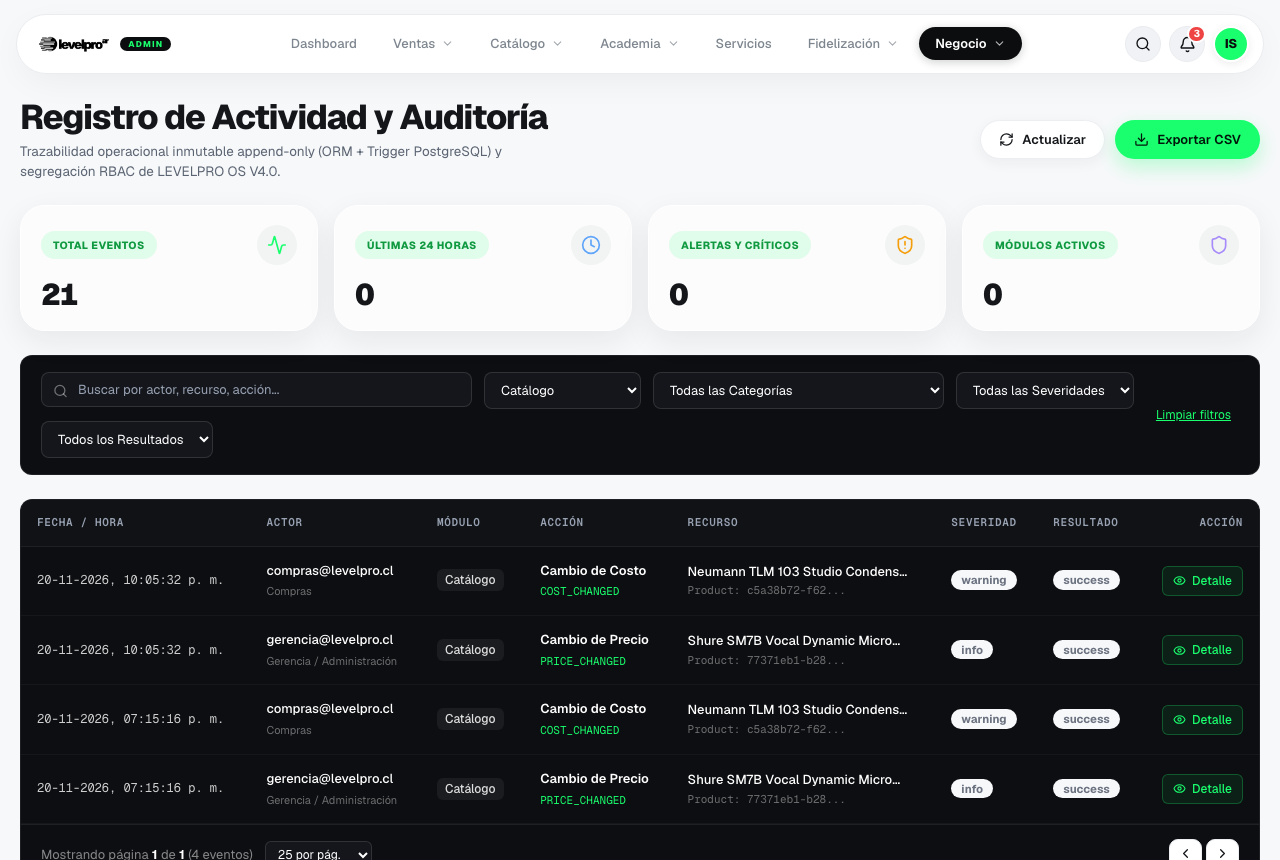 levelpro ADMIN Dashboard Ventas Catálogo Academia Servicios Fidelización Negocio 3 IS
Registro de Actividad y Auditoría
Trazabilidad operacional inmutable append-only (ORM + Trigger PostgreSQL) y
segregación RBAC de LEVELPRO OS V4.0.
Actualizar Exportar CSV
TOTAL EVENTOS ÚLTIMAS 24 HORAS ALERTAS Y CRÍTICOS MÓDULOS ACTIVOS
21 0 0 0
Buscar por actor, recurso, acción... Catálogo Todas las Categorías Todas las Severidades
Limpiar filtros
Todos los Resultados
FECHA / HORA ACTOR MÓDULO ACCIÓN RECURSO SEVERIDAD RESULTADO ACCIÓN
20-11-2026, 10:05:32 p. m. compras@levelpro.cl Catálogo Cambio de Costo Neumann TLM 103 Studio Condens... warning success Detalle
Compras COST_CHANGED Product: c5a38b72-f62...
20-11-2026, 10:05:32 p. m. gerencia@levelpro.cl Catálogo Cambio de Precio Shure SM7B Vocal Dynamic Micro... info success Detalle
Gerencia / Administración PRICE_CHANGED Product: 77371eb1-b28...
20-11-2026, 07:15:16 p. m. compras@levelpro.cl Catálogo Cambio de Costo Neumann TLM 103 Studio Condens... warning success Detalle
Compras COST_CHANGED Product: c5a38b72-f62...
20-11-2026, 07:15:16 p. m. gerencia@levelpro.cl Catálogo Cambio de Precio Shure SM7B Vocal Dynamic Micro... info success Detalle
Gerencia / Administración PRICE_CHANGED Product: 77371eb1-b28...
Mostrando página 1 de 1 (4 eventos) 25 por pág.